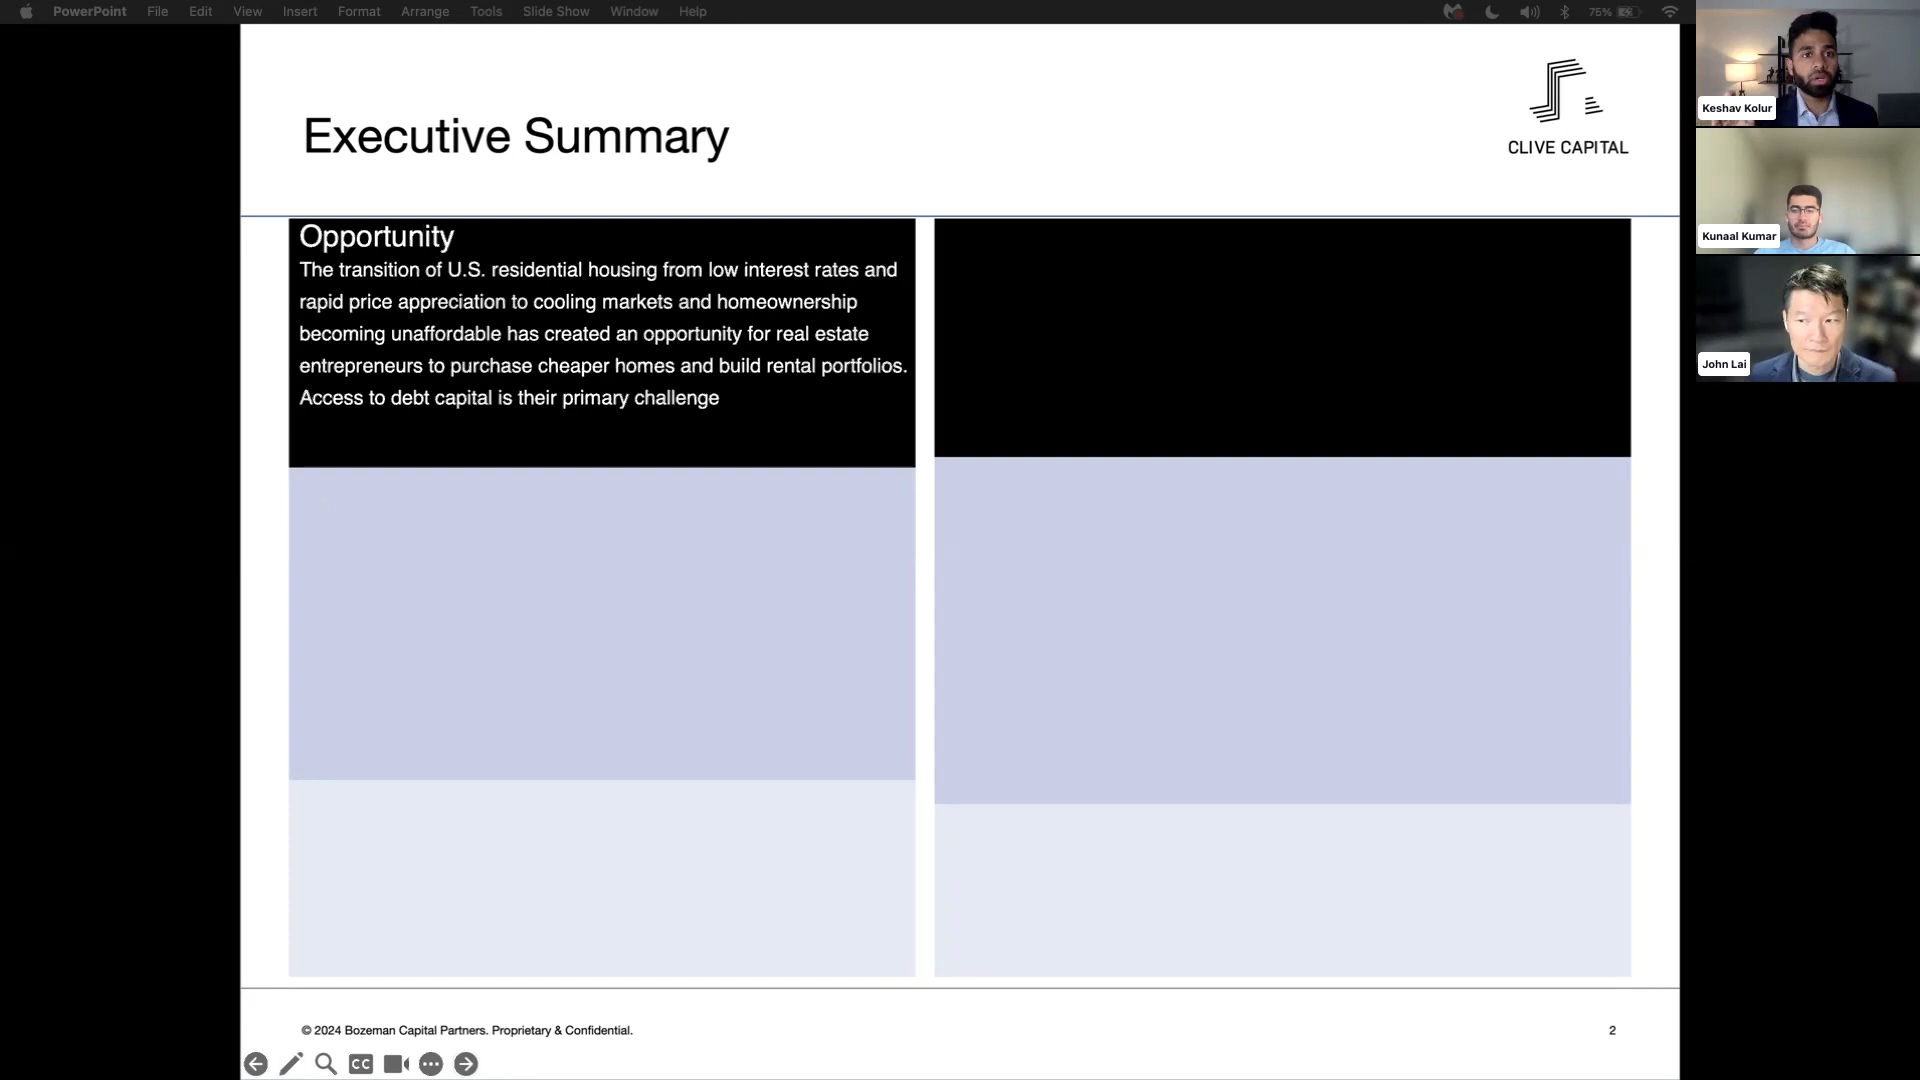 PowerPoint File Edit View Insert Format Arrange Tools Slide Show Window Help 75%
Executive Summary
CLIVE CAPITAL
Opportunity
The transition of U.S. residential housing from low interest rates and
rapid price appreciation to cooling markets and homeownership
becoming unaffordable has created an opportunity for real estate
entrepreneurs to purchase cheaper homes and build rental portfolios.
Access to debt capital is their primary challenge
© 2024 Bozeman Capital Partners. Proprietary & Confidential.
2
CC
Keshav Kolur
Kunaal Kumar
John Lai